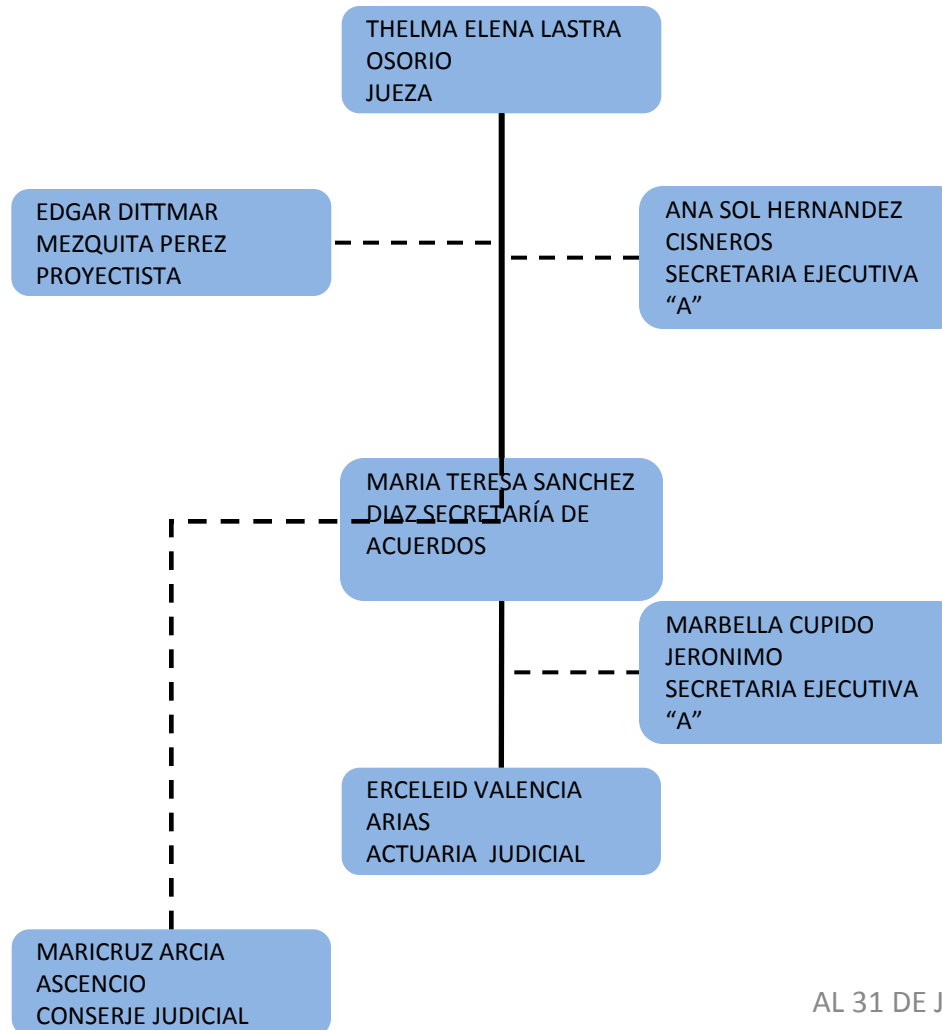 THELMA ELENA LASTRA
OSORIO
JUEZA
EDGAR DITTMAR
MEZQUITA PEREZ
PROYECTISTA
ANA SOL HERNANDEZ
CISNEROS
SECRETARIA EJECUTIVA
“A”
MARIA TERESA SANCHEZ
DIAZ SECRETARÍA DE
ACUERDOS
MARBELLA CUPIDO
JERONIMO
SECRETARIA EJECUTIVA
“A”
ERCELEID VALENCIA
ARIAS
ACTUARIA JUDICIAL
MARICRUZ ARCIA
ASCENCIO
CONSERJE JUDICIAL
AL 31 DE J